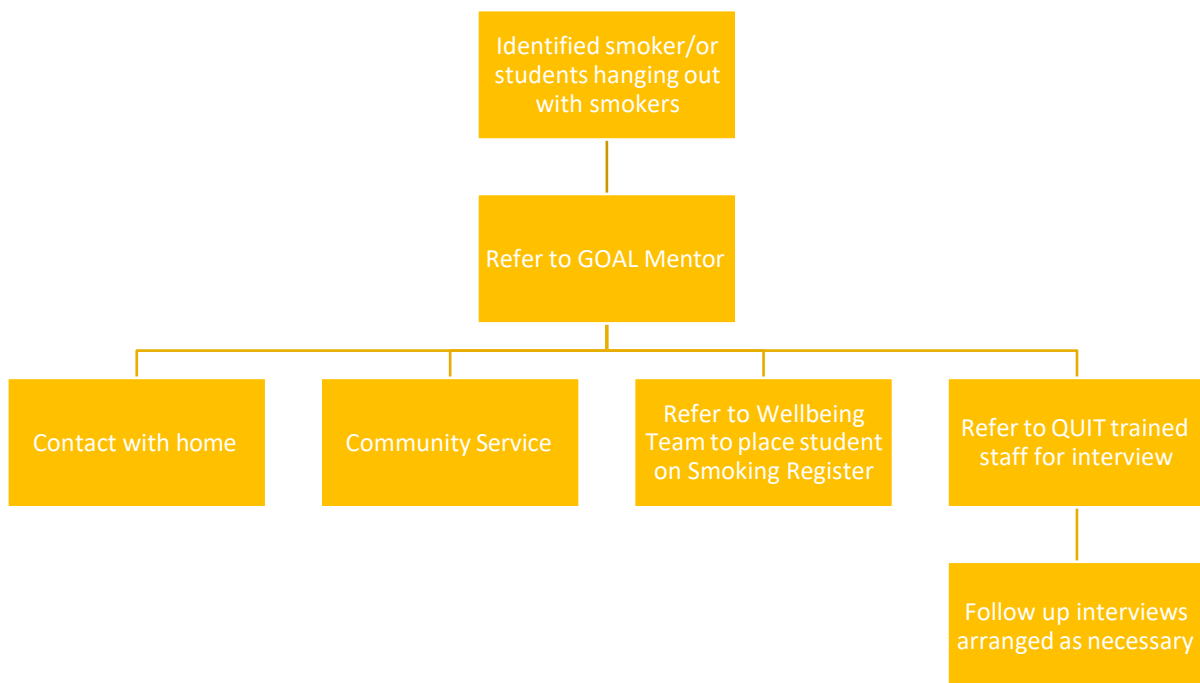 Identified smoker/or
students hanging out
with smokers
Refer to GOAL Mentor
Contact with home
Community Service
Refer to Wellbeing
Team to place student
on Smoking Register
Refer to QUIT trained
staff for interview
Follow up interviews
arranged as necessary